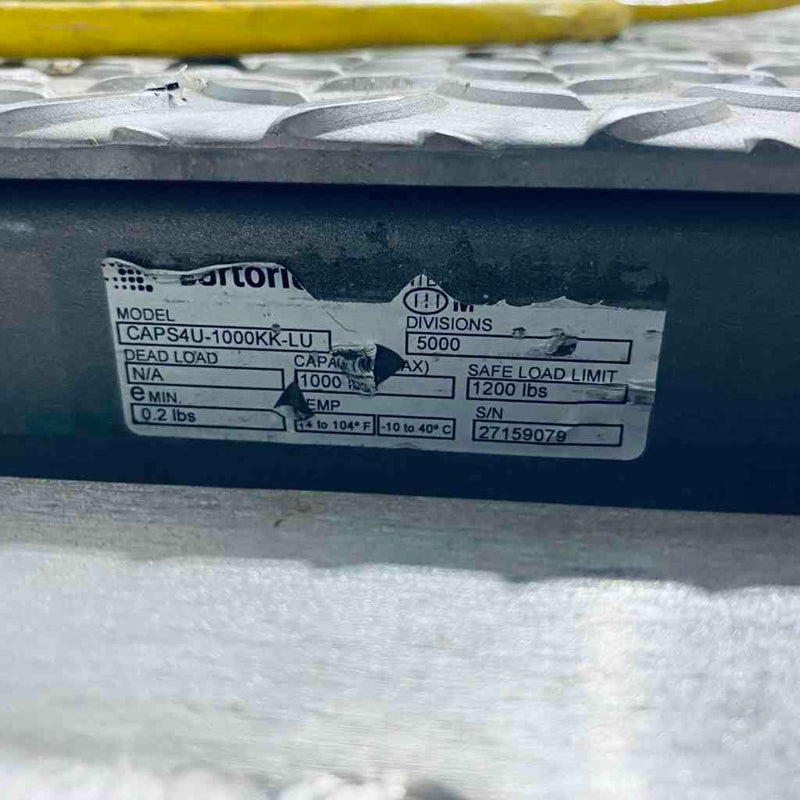 MODEL
CAPS4U-1000KK-LU
DIVISIONS
5000
DEAD LOAD
N/A
1000 lbs
SAFE LOAD LIMIT
1200 lbs
e MIN.
0.2 lbs
to 104° F
-10 to 40° C
S/N
27159079